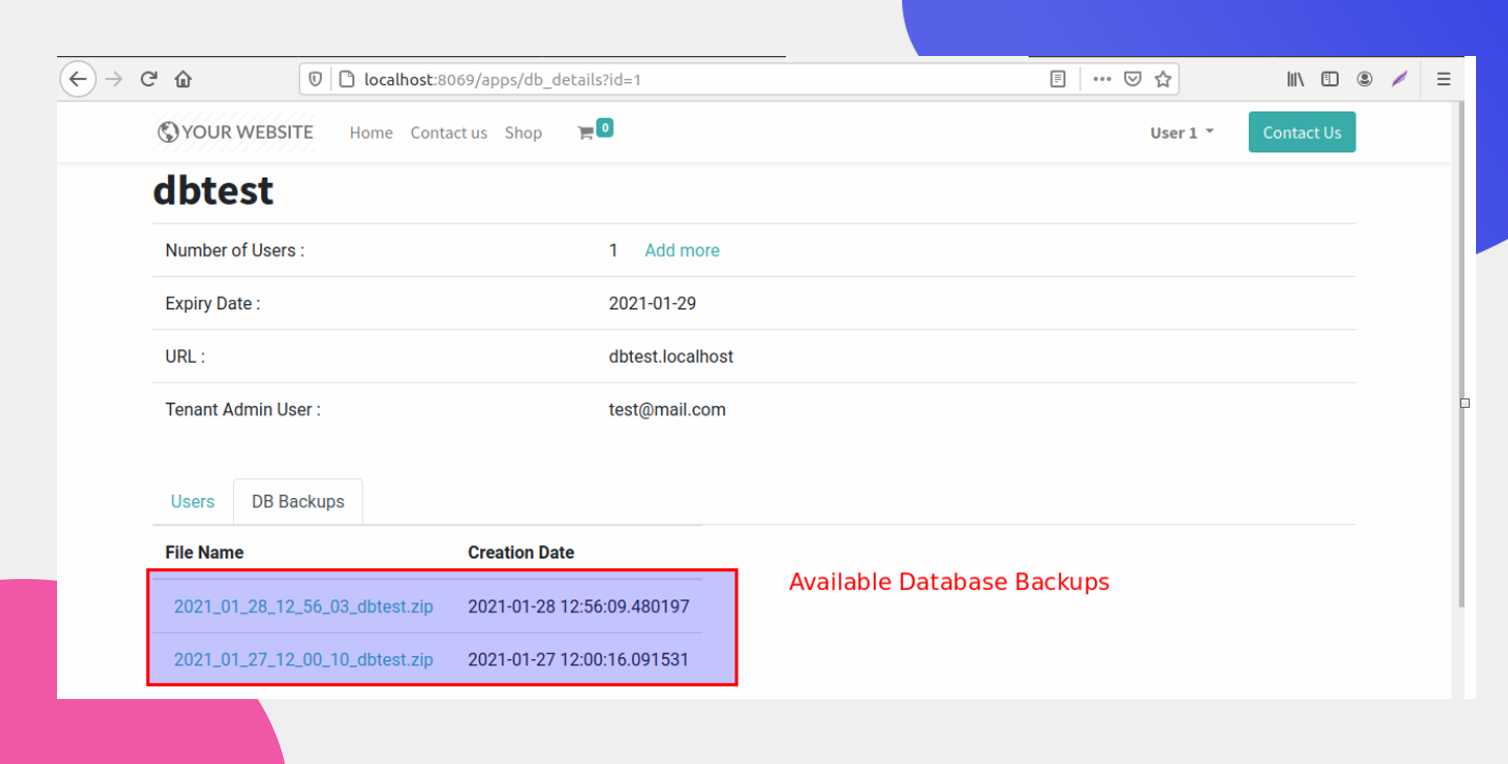 localhost:8069/apps/db_details?id=1
YOUR WEBSITE Home Contact us Shop 0 User 1 Contact Us
dbtest
Number of Users : 1 Add more
Expiry Date : 2021-01-29
URL : dbtest.localhost
Tenant Admin User : test@mail.com
Users DB Backups
File Name Creation Date
Available Database Backups
2021_01_28_12_56_03_dbtest.zip 2021-01-28 12:56:09.480197
2021_01_27_12_00_10_dbtest.zip 2021-01-27 12:00:16.091531